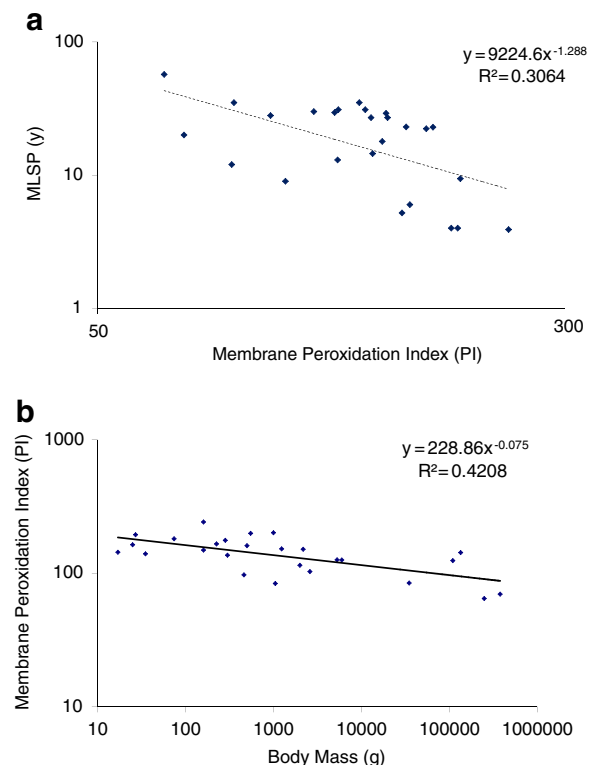 a
100
y = 9224.6x^-1.288
R² = 0.3064
MLSP (y)
10
1
50
300
Membrane Peroxidation Index (PI)
b
1000
y = 228.86x^-0.075
R² = 0.4208
Membrane Peroxidation Index (PI)
100
10
10 100 1000 10000 100000 1000000
Body Mass (g)